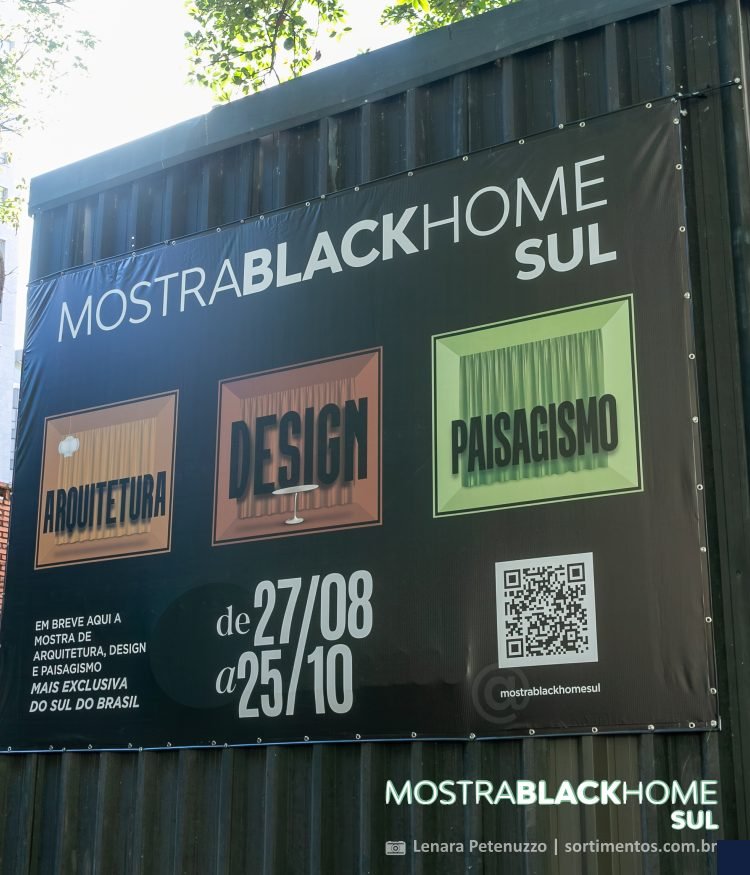 MOSTRABLACKHOME
SUL
ARQUITETURA
DESIGN
PAISAGISMO
EM BREVE AQUI A
MOSTRA DE
ARQUITETURA, DESIGN
E PAISAGISMO
MAIS EXCLUSIVA
DO SUL DO BRASIL
de 27/08
a 25/10
@
mostrablackhomesul
MOSTRABLACKHOME
SUL
Lenara Petenuzzo | sortimentos.com.br